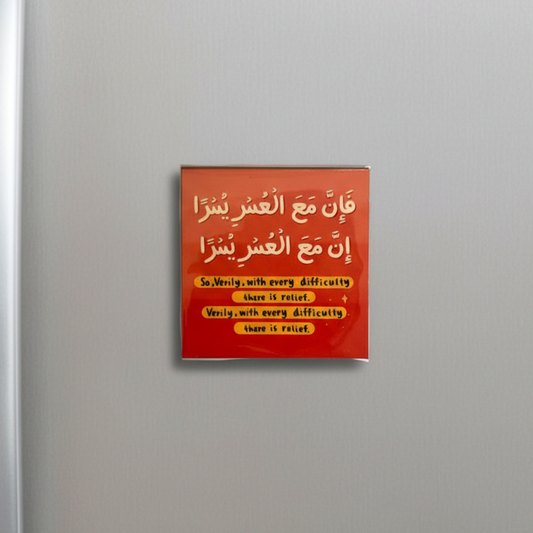 فَإِنَّ مَعَ الْعُسْرِ يُسْرًا
إِنَّ مَعَ الْعُسْرِ يُسْرًا
So, Verily, with every difficulty
there is relief.
Verily, with every difficulty
there is relief.